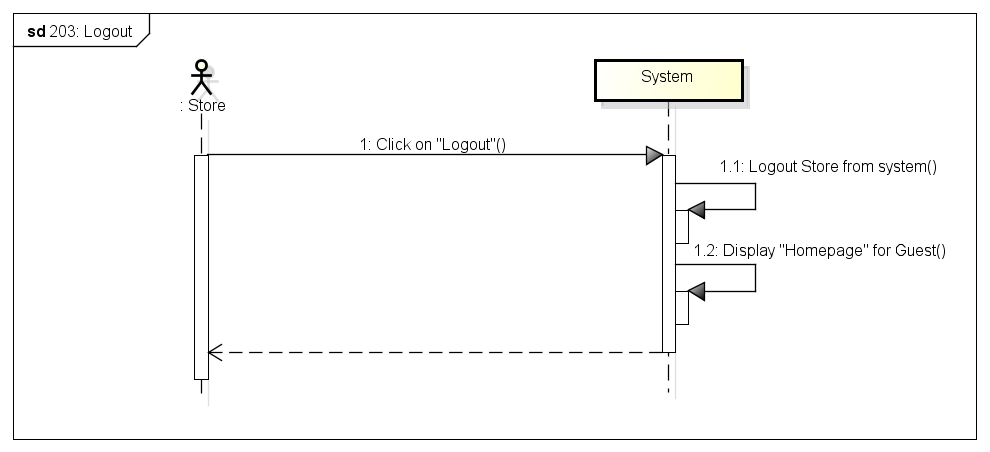 sd 203: Logout
System
: Store
1: Click on "Logout"()
1.1: Logout Store from system()
1.2: Display "Homepage" for Guest()